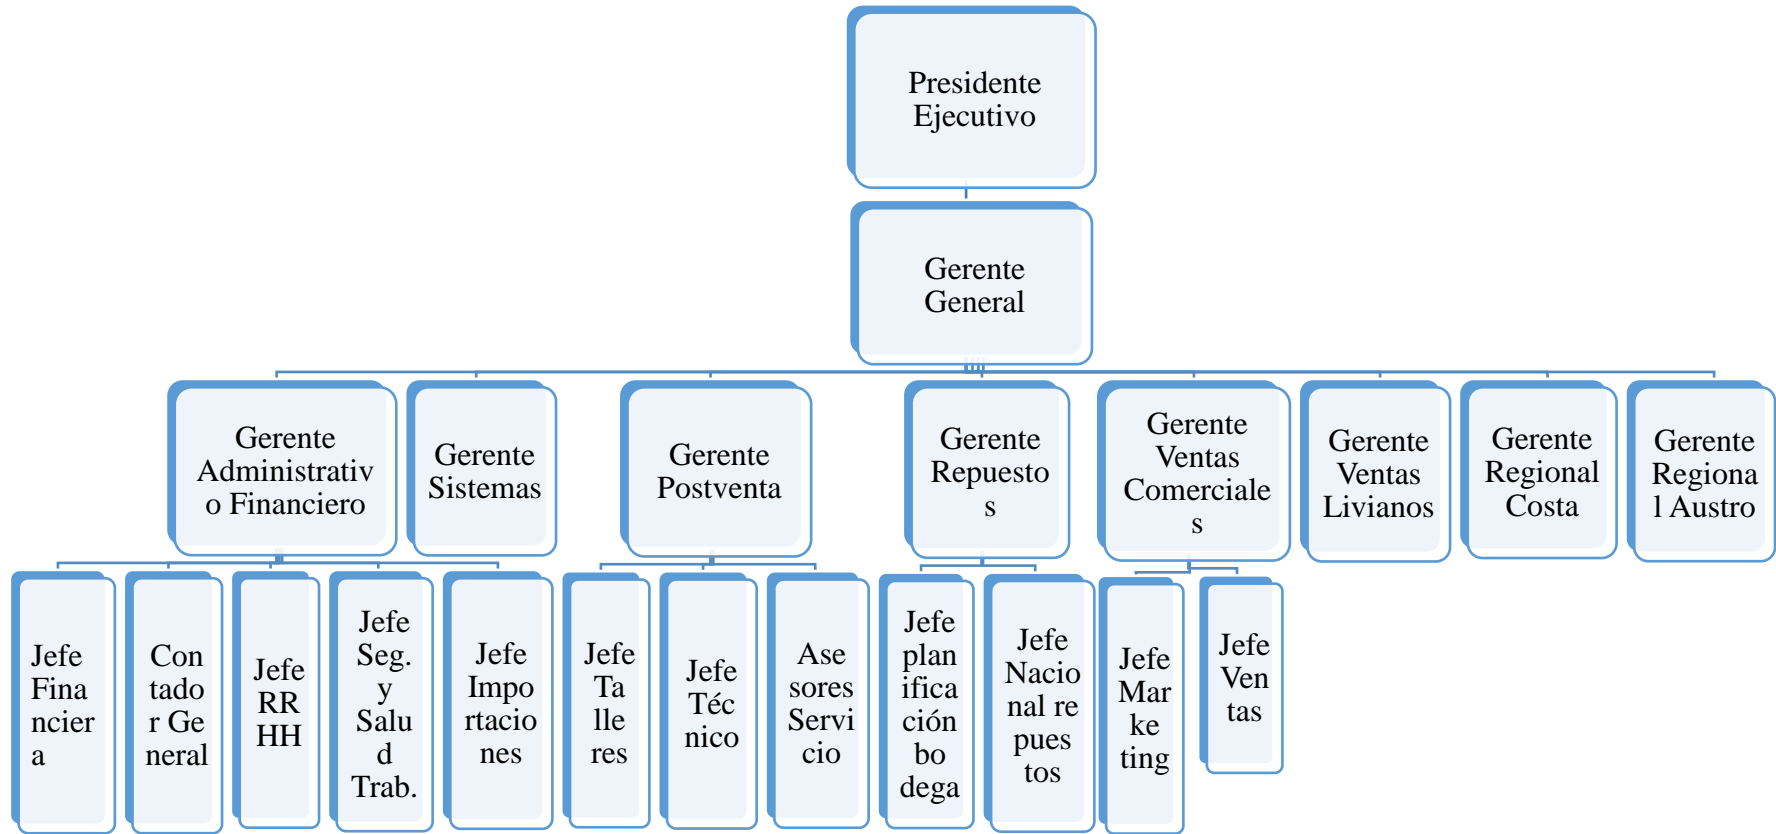 Presidente
Ejecutivo
Gerente
General
Gerente
Administrativ
o Financiero
Gerente
Sistemas
Gerente
Postventa
Gerente
Repuesto
s
Gerente
Ventas
Comerciale
s
Gerente
Ventas
Livianos
Gerente
Regional
Costa
Gerente
Regiona
l Austro
Jefe
Fina
ncier
a
Con
tado
r Ge
neral
Jefe
RR
HH
Jefe
Seg.
y
Salu
d
Trab.
Jefe
Impo
rtacio
nes
Jefe
Ta
lle
res
Jefe
Téc
nico
Ase
sores
Servi
cio
Jefe
plan
ifica
ción
bo
dega
Jefe
Nacio
nal re
pues
tos
Jefe
Mar
ke
ting
Jefe
Ven
tas